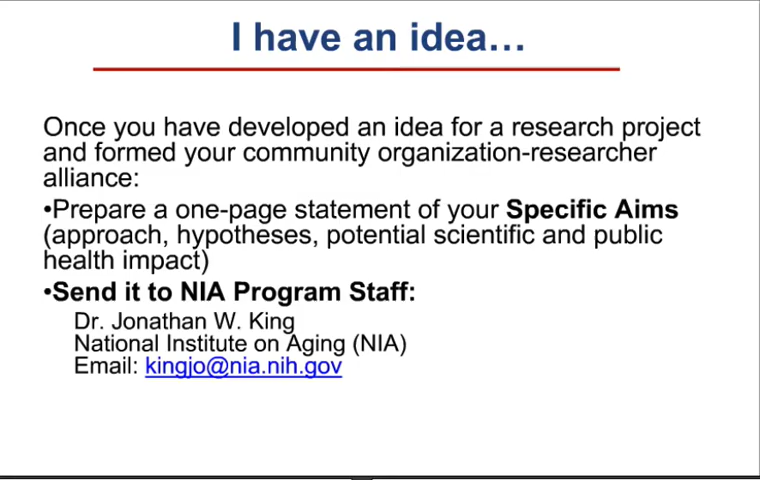 I have an idea…
Once you have developed an idea for a research project
and formed your community organization-researcher
alliance:
•Prepare a one-page statement of your Specific Aims
(approach, hypotheses, potential scientific and public
health impact)
•Send it to NIA Program Staff:
Dr. Jonathan W. King
National Institute on Aging (NIA)
Email: kingjo@nia.nih.gov